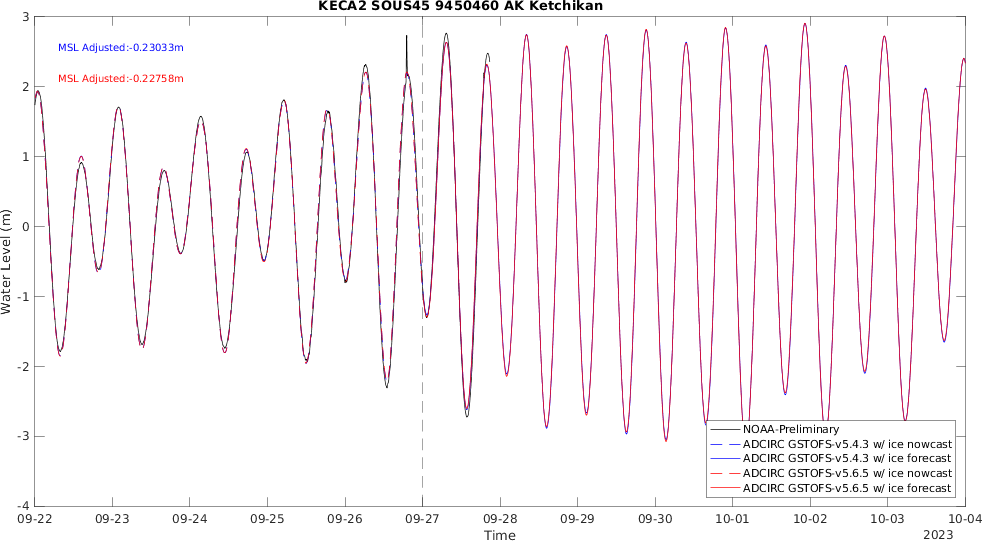 KECA2 SOUS45 9450460 AK Ketchikan
MSL Adjusted:-0.23033m
MSL Adjusted:-0.22758m
3
2
1
0
-1
-2
-3
-4
Water Level (m)
NOAA-Preliminary
ADCIRC GSTOFS-v5.4.3 w/ ice nowcast
ADCIRC GSTOFS-v5.4.3 w/ ice forecast
ADCIRC GSTOFS-v5.6.5 w/ ice nowcast
ADCIRC GSTOFS-v5.6.5 w/ ice forecast
09-22 09-23 09-24 09-25 09-26 09-27 09-28 09-29 09-30 10-01 10-02 10-03 10-04
Time
2023